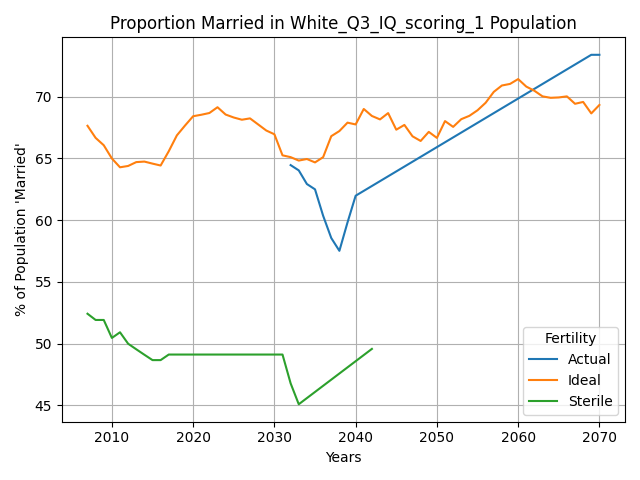 Proportion Married in White_Q3_IQ_scoring_1 Population
% of Population 'Married'
70
65
60
55
50
45
Fertility
Actual
Ideal
Sterile
2010 2020 2030 2040 2050 2060 2070
Years